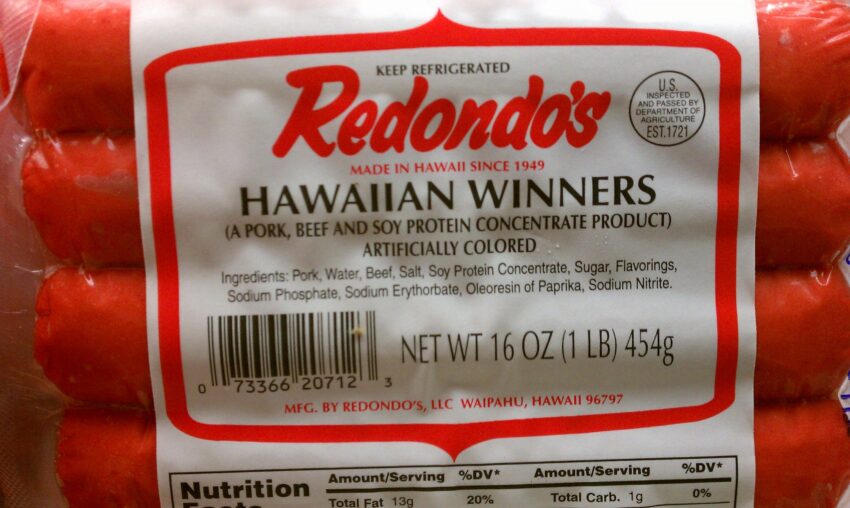 KEEP REFRIGERATED
Redondo's
U.S.
INSPECTED
AND PASSED BY
DEPARTMENT OF
AGRICULTURE
EST.1721
MADE IN HAWAII SINCE 1949
HAWAIIAN WINNERS
(A PORK, BEEF AND SOY PROTEIN CONCENTRATE PRODUCT)
ARTIFICIALLY COLORED
Ingredients: Pork, Water, Beef, Salt, Soy Protein Concentrate, Sugar, Flavorings,
Sodium Phosphate, Sodium Erythorbate, Oleoresin of Paprika, Sodium Nitrite.
NET WT 16 OZ (1 LB) 454g
0 73366 20712 3
MFG. BY REDONDO'S, LLC WAIPAHU, HAWAII 96797
Nutrition
Facts
Amount/Serving %DV* Amount/Serving %DV*
Total Fat 13g 20% Total Carb. 1g 0%